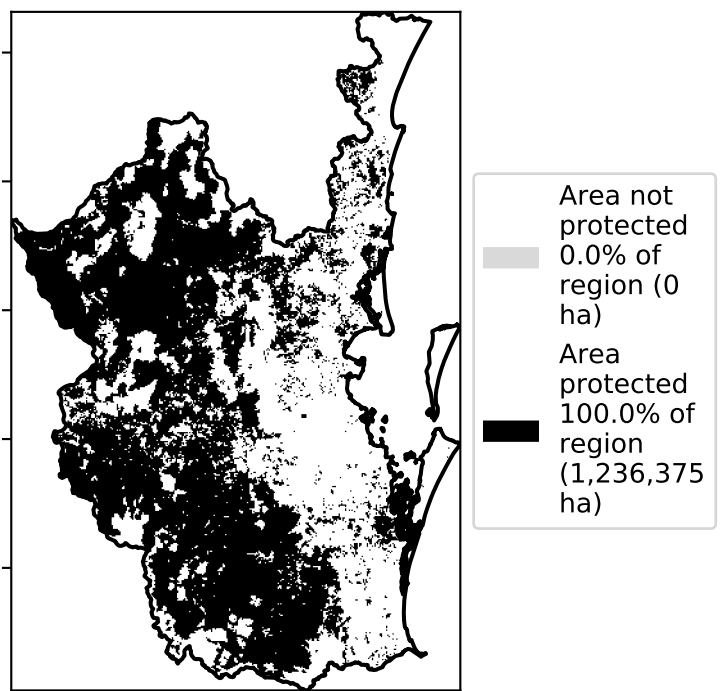 Area not
protected
0.0% of
region (0
ha)
Area
protected
100.0% of
region
(1,236,375
ha)